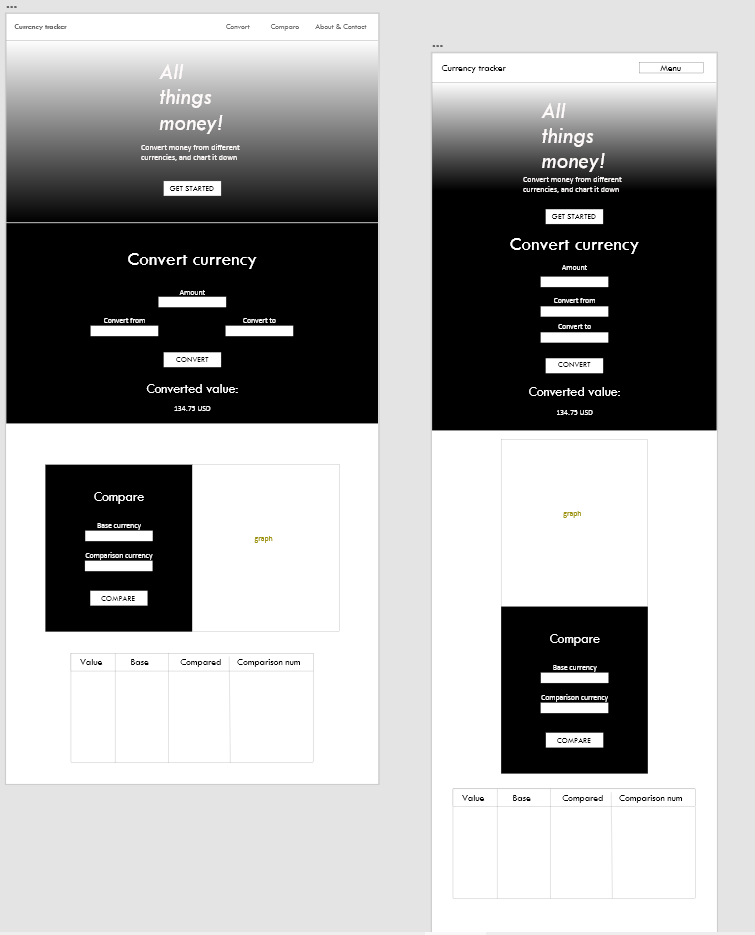 Currency tracker
Convert
Compare
About & Contact
All
things
money!
Convert money from different
currencies, and chart it down
GET STARTED
Convert currency
Amount
Convert from
Convert to
CONVERT
Converted value:
134.75 USD
Compare
Base currency
Comparison currency
COMPARE
graph
Value
Base
Compared
Comparison num
Currency tracker
Menu
All
things
money!
Convert money from different
currencies, and chart it down
GET STARTED
Convert currency
Amount
Convert from
Convert to
CONVERT
Converted value:
134.75 USD
graph
Compare
Base currency
Comparison currency
COMPARE
Value
Base
Compared
Comparison num